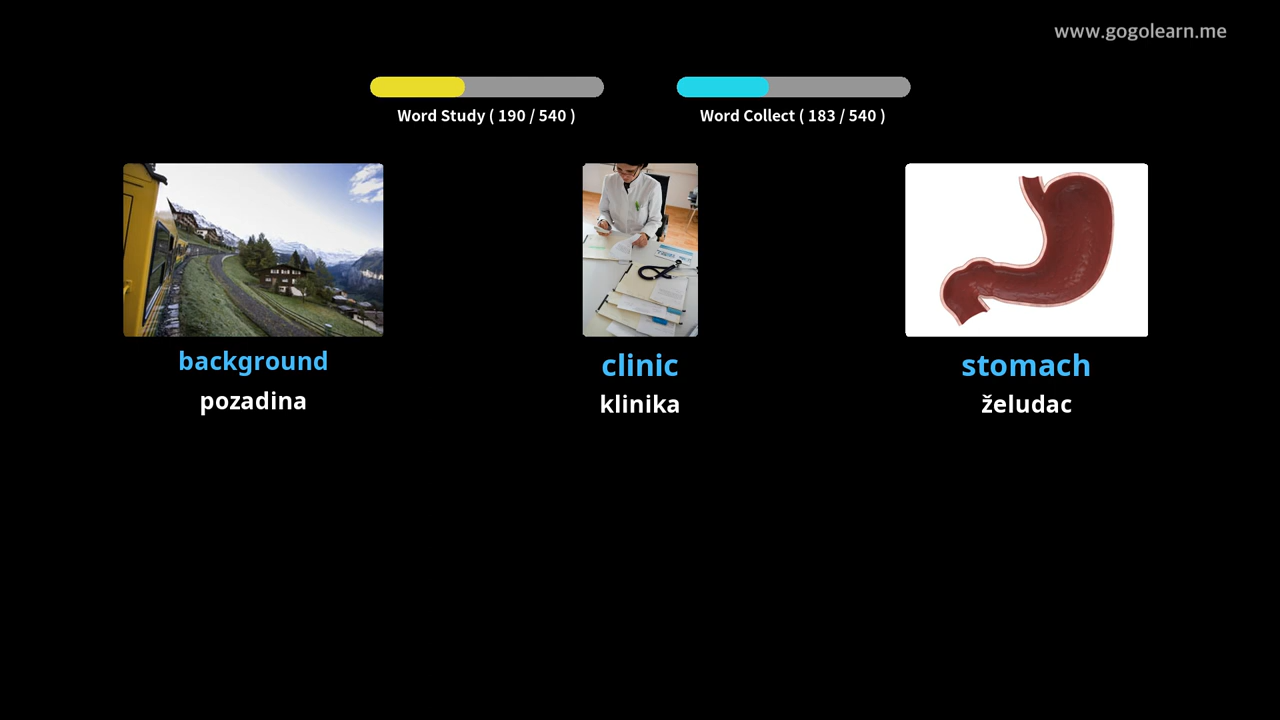 www.gogolearn.me
Word Study ( 190 / 540 )
Word Collect ( 183 / 540 )
background
pozadina
clinic
klinika
stomach
želudac